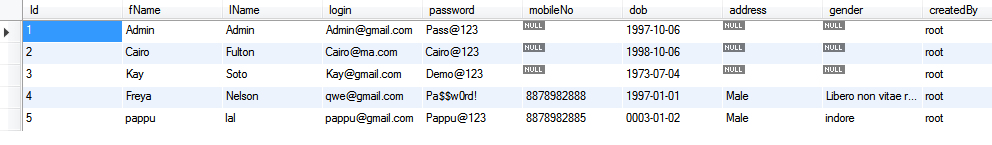 Id fName lName login password mobileNo dob address gender createdBy
1 Admin Admin Admin@gmail.com Pass@123 NULL 1997-10-06 NULL NULL root
2 Cairo Fulton Cairo@ma.com Cairo@123 NULL 1998-10-06 NULL NULL root
3 Kay Soto Kay@gmail.com Demo@123 NULL 1973-07-04 NULL NULL root
4 Freya Nelson qwe@gmail.com Pa$$w0rd! 8878982888 1997-01-01 Male Libero non vitae r... root
5 pappu lal pappu@gmail.com Pappu@123 8878982885 0003-01-02 Male indore root